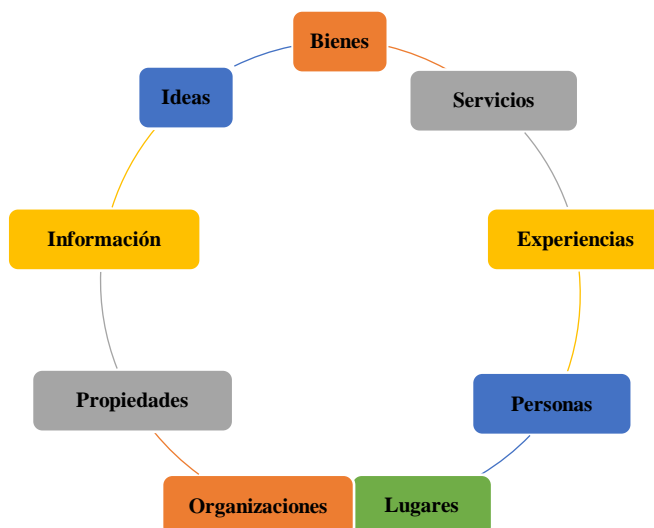 Bienes
Servicios
Experiencias
Personas
Lugares
Organizaciones
Propiedades
Información
Ideas